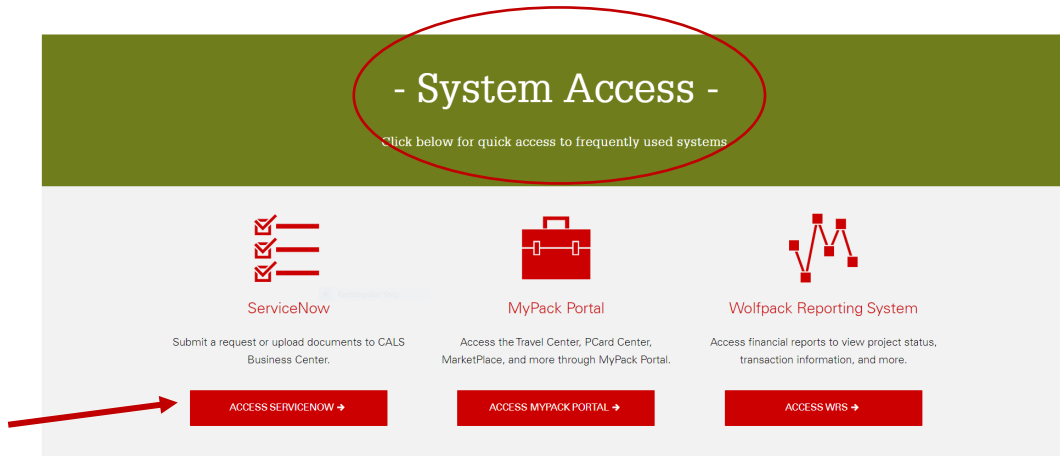 - System Access -
Click below for quick access to frequently used systems
ServiceNow
Submit a request or upload documents to CALS
Business Center.
ACCESS SERVICENOW →
MyPack Portal
Access the Travel Center, PCard Center,
MarketPlace, and more through MyPack Portal.
ACCESS MYPACK PORTAL →
Wolfpack Reporting System
Access financial reports to view project status,
transaction information, and more.
ACCESS WRS →